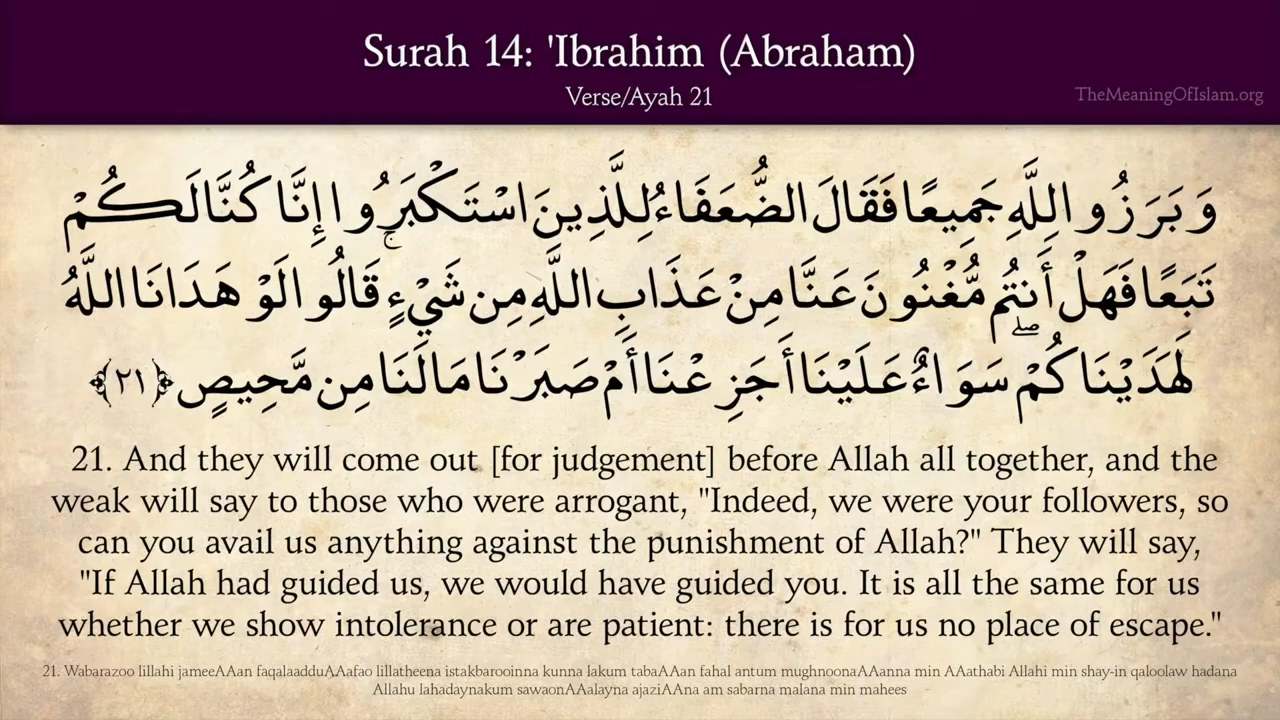 Surah 14: 'Ibrahim (Abraham)
Verse/Ayah 21
TheMeaningOfIslam.org
وَبَرَزُوا لِلَّهِ جَمِيعًا فَقَالَ الضُّعَفَاءُ لِلَّذِينَ اسْتَكْبَرُوا إِنَّا كُنَّا لَكُمْ
تَبَعًا فَهَلْ أَنتُم مُّغْنُونَ عَنَّا مِنْ عَذَابِ اللَّهِ مِن شَيْءٍ ۚ قَالُوا لَوْ هَدَانَا اللَّهُ
لَهَدَيْنَاكُمْ ۖ سَوَاءٌ عَلَيْنَا أَجَزِعْنَا أَمْ صَبَرْنَا مَا لَنَا مِن مَّحِيصٍ ﴿٢١﴾
21. And they will come out [for judgement] before Allah all together, and the
weak will say to those who were arrogant, "Indeed, we were your followers, so
can you avail us anything against the punishment of Allah?" They will say,
"If Allah had guided us, we would have guided you. It is all the same for us
whether we show intolerance or are patient: there is for us no place of escape."
21. Wabarazoo lillahi jameeAAan faqalaadduAAafao lillatheena istakbarooinna kunna lakum tabaAAan fahal antum mughnoonaAAanna min AAathabi Allahi min shay-in qaloolaw hadana
Allahu lahadaynakum sawaonAAalayna ajaziAAna am sabarna malana min mahees